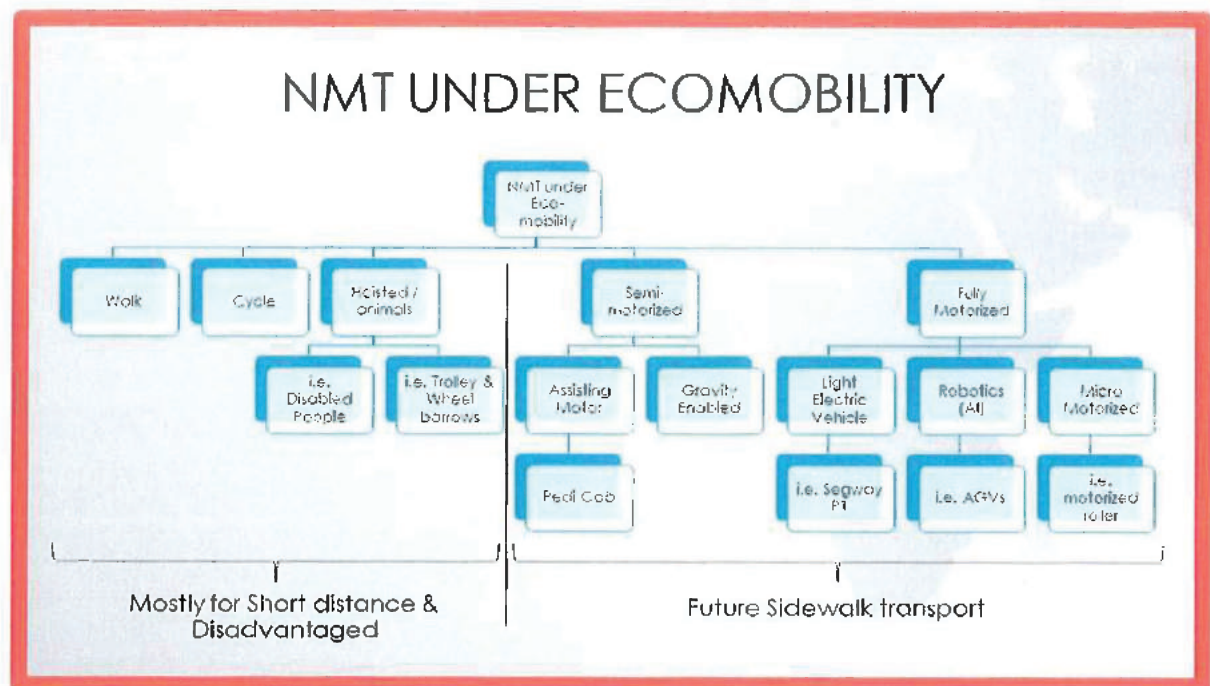 NMT UNDER ECOMOBILITY
NMT under
Eco-
mobility
Walk
Cycle
Hoisted /
animals
Semi-
motorized
Fully
Motorized
i.e.
Disabled
People
i.e. Trolley &
Wheel
Barrows
Assisting
Motor
Gravity
Enabled
Light
Electric
Vehicle
Robotics
(AI)
Micro
Motorized
Pedi Cab
i.e. Segway
PT
i.e. AGVs
i.e.
motorized
roller
Mostly for Short distance &
Disadvantaged
Future Sidewalk transport